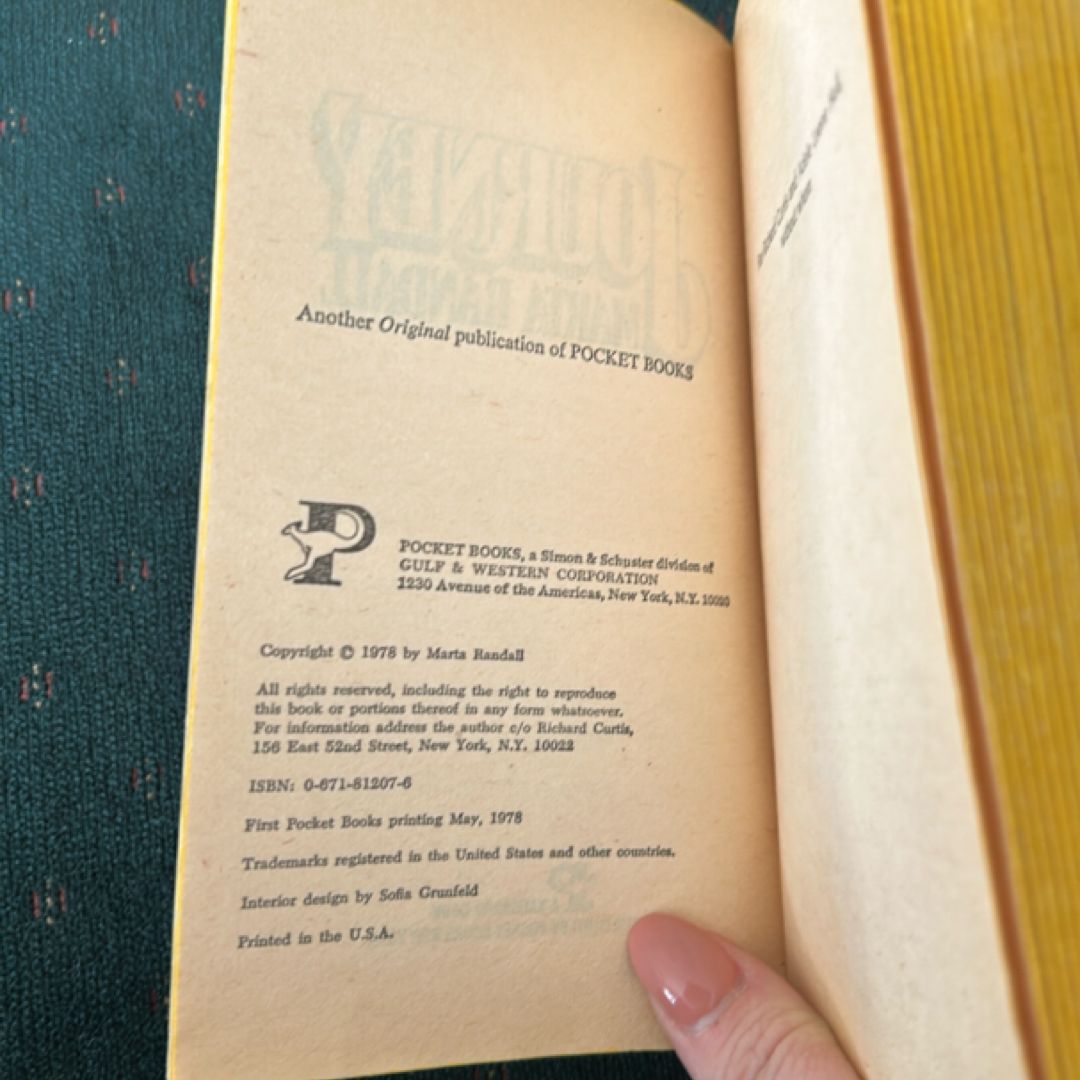 Another Original publication of POCKET BOOKS
P
POCKET BOOKS, a Simon & Schuster division of
GULF & WESTERN CORPORATION
1230 Avenue of the Americas, New York, N.Y. 10020
Copyright © 1978 by Marta Randall
All rights reserved, including the right to reproduce
this book or portions thereof in any form whatsoever.
For information address the author c/o Richard Curtis,
156 East 52nd Street, New York, N.Y. 10022
ISBN: 0-671-81207-6
First Pocket Books printing May, 1978
Trademarks registered in the United States and other countries.
Interior design by Sofia Grunfeld
Printed in the U.S.A.
JOURNEY
MARTA RANDALL